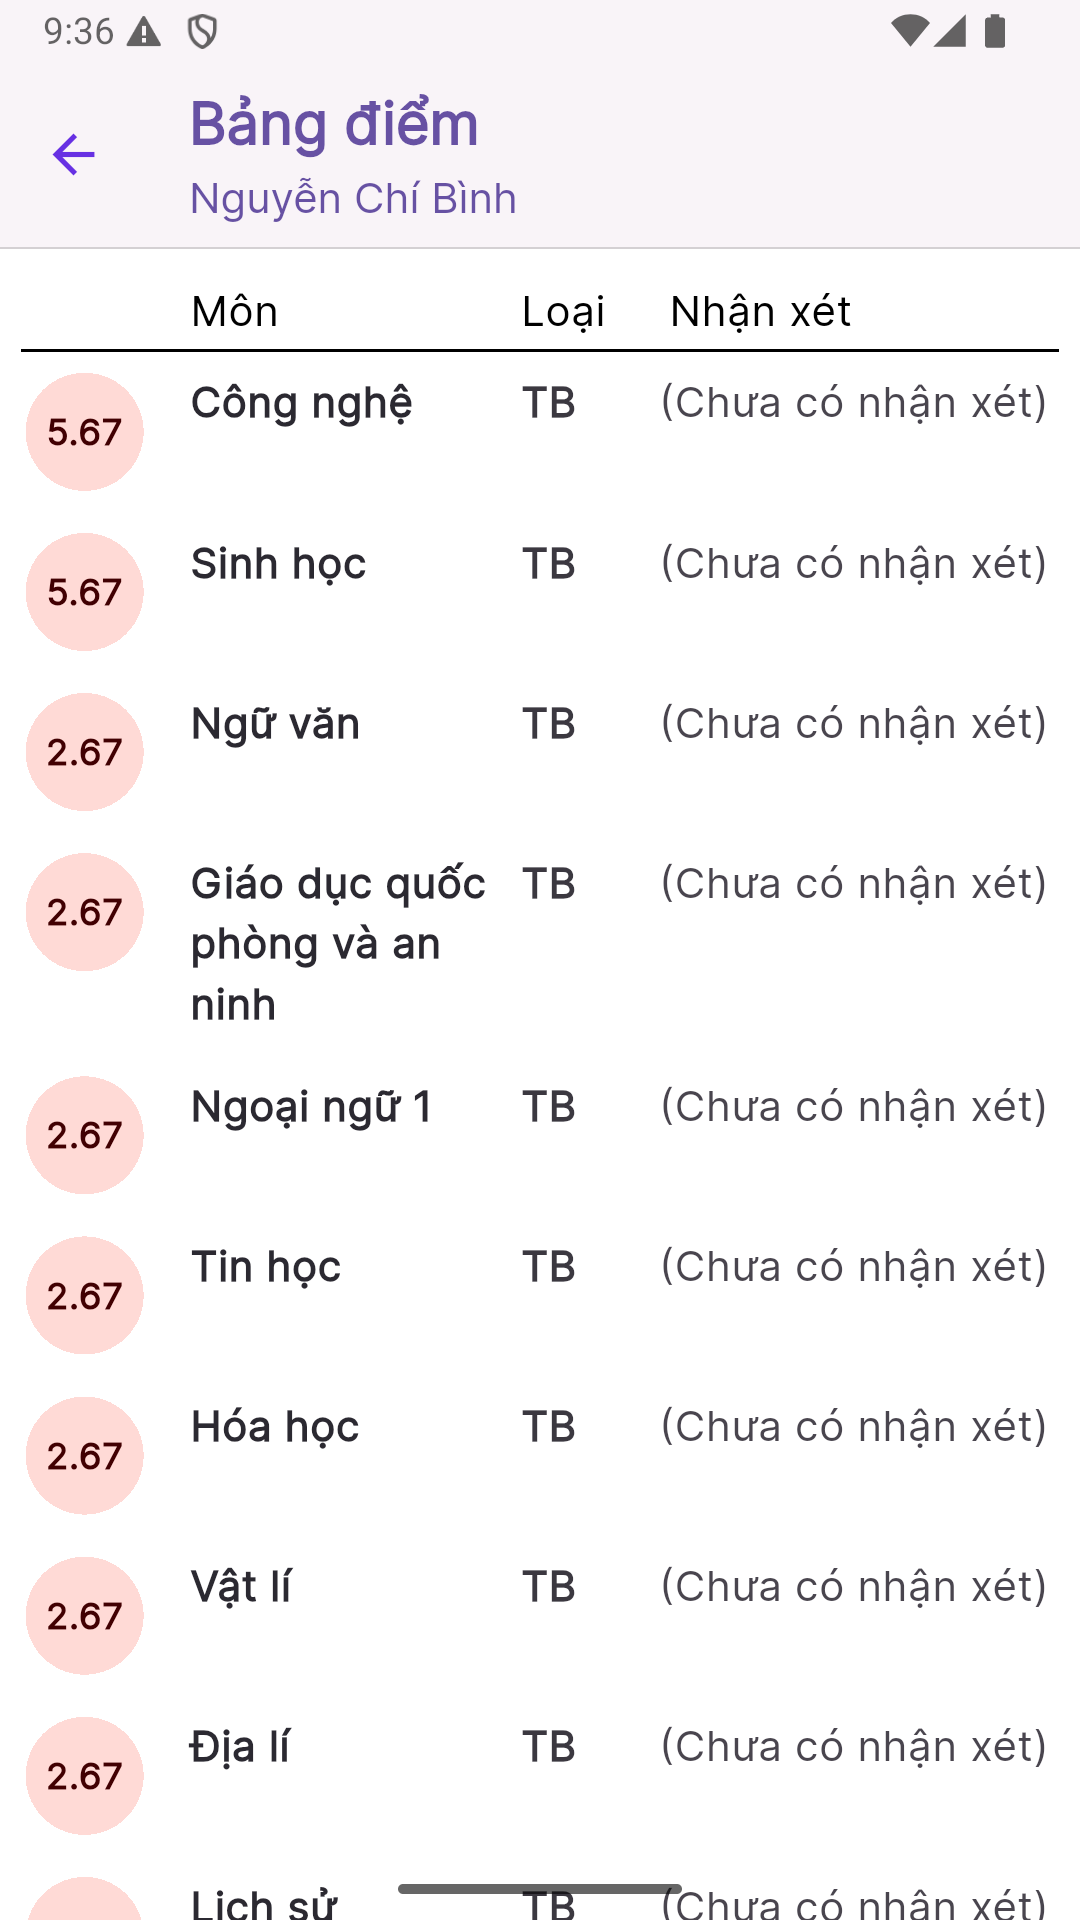 9:36
Bảng điểm
Nguyễn Chí Bình
Môn Loại Nhận xét
5.67 Công nghệ TB (Chưa có nhận xét)
5.67 Sinh học TB (Chưa có nhận xét)
2.67 Ngữ văn TB (Chưa có nhận xét)
2.67 Giáo dục quốc TB (Chưa có nhận xét)
phòng và an
ninh
2.67 Ngoại ngữ 1 TB (Chưa có nhận xét)
2.67 Tin học TB (Chưa có nhận xét)
2.67 Hóa học TB (Chưa có nhận xét)
2.67 Vật lí TB (Chưa có nhận xét)
2.67 Địa lí TB (Chưa có nhận xét)
Lịch sử TB (Chưa có nhận xét)